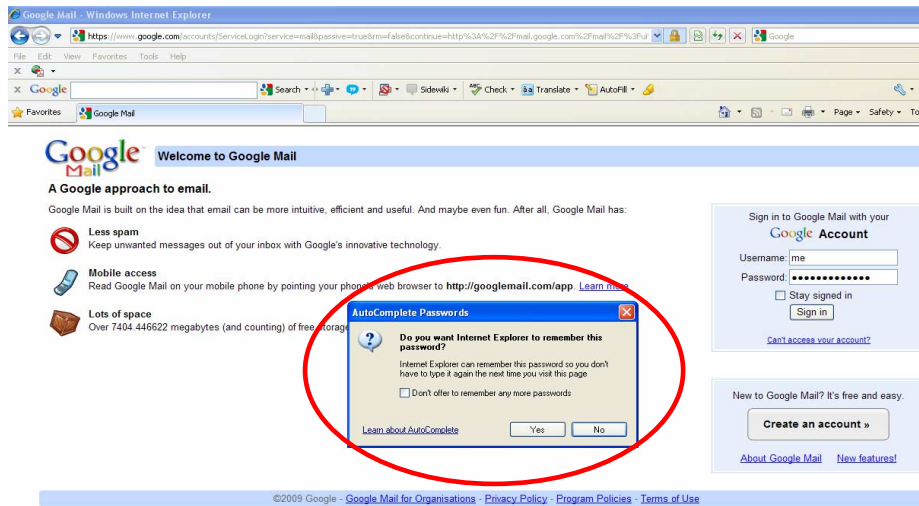 Google Mail - Windows Internet Explorer
https://www.google.com/accounts/ServiceLogin?service=mail&passive=true&rm=false&continue=http%3A%2F%2Fmail.google.com%2Fmail%2F%3Fui
Google
File Edit View Favorites Tools Help
x
x Google Search Sidewiki Check Translate AutoFill
Favorites Google Mail Page Safety To
Google Mail Welcome to Google Mail
A Google approach to email.
Google Mail is built on the idea that email can be more intuitive, efficient and useful. And maybe even fun. After all, Google Mail has:
Less spam
Keep unwanted messages out of your inbox with Google's innovative technology.
Mobile access
Read Google Mail on your mobile phone by pointing your phone's web browser to http://googlemail.com/app. Learn more
Lots of space
Over 7404.446622 megabytes (and counting) of free storage
AutoComplete Passwords
Do you want Internet Explorer to remember this
password?
Internet Explorer can remember this password so you don't
have to type it again the next time you visit this page
Don't offer to remember any more passwords
Learn about AutoComplete Yes No
Sign in to Google Mail with your
Google Account
Username: me
Password: ●●●●●●●●●●●●●
Stay signed in
Sign in
Can't access your account?
New to Google Mail? It's free and easy.
Create an account »
About Google Mail New features!
©2009 Google - Google Mail for Organisations - Privacy Policy - Program Policies - Terms of Use